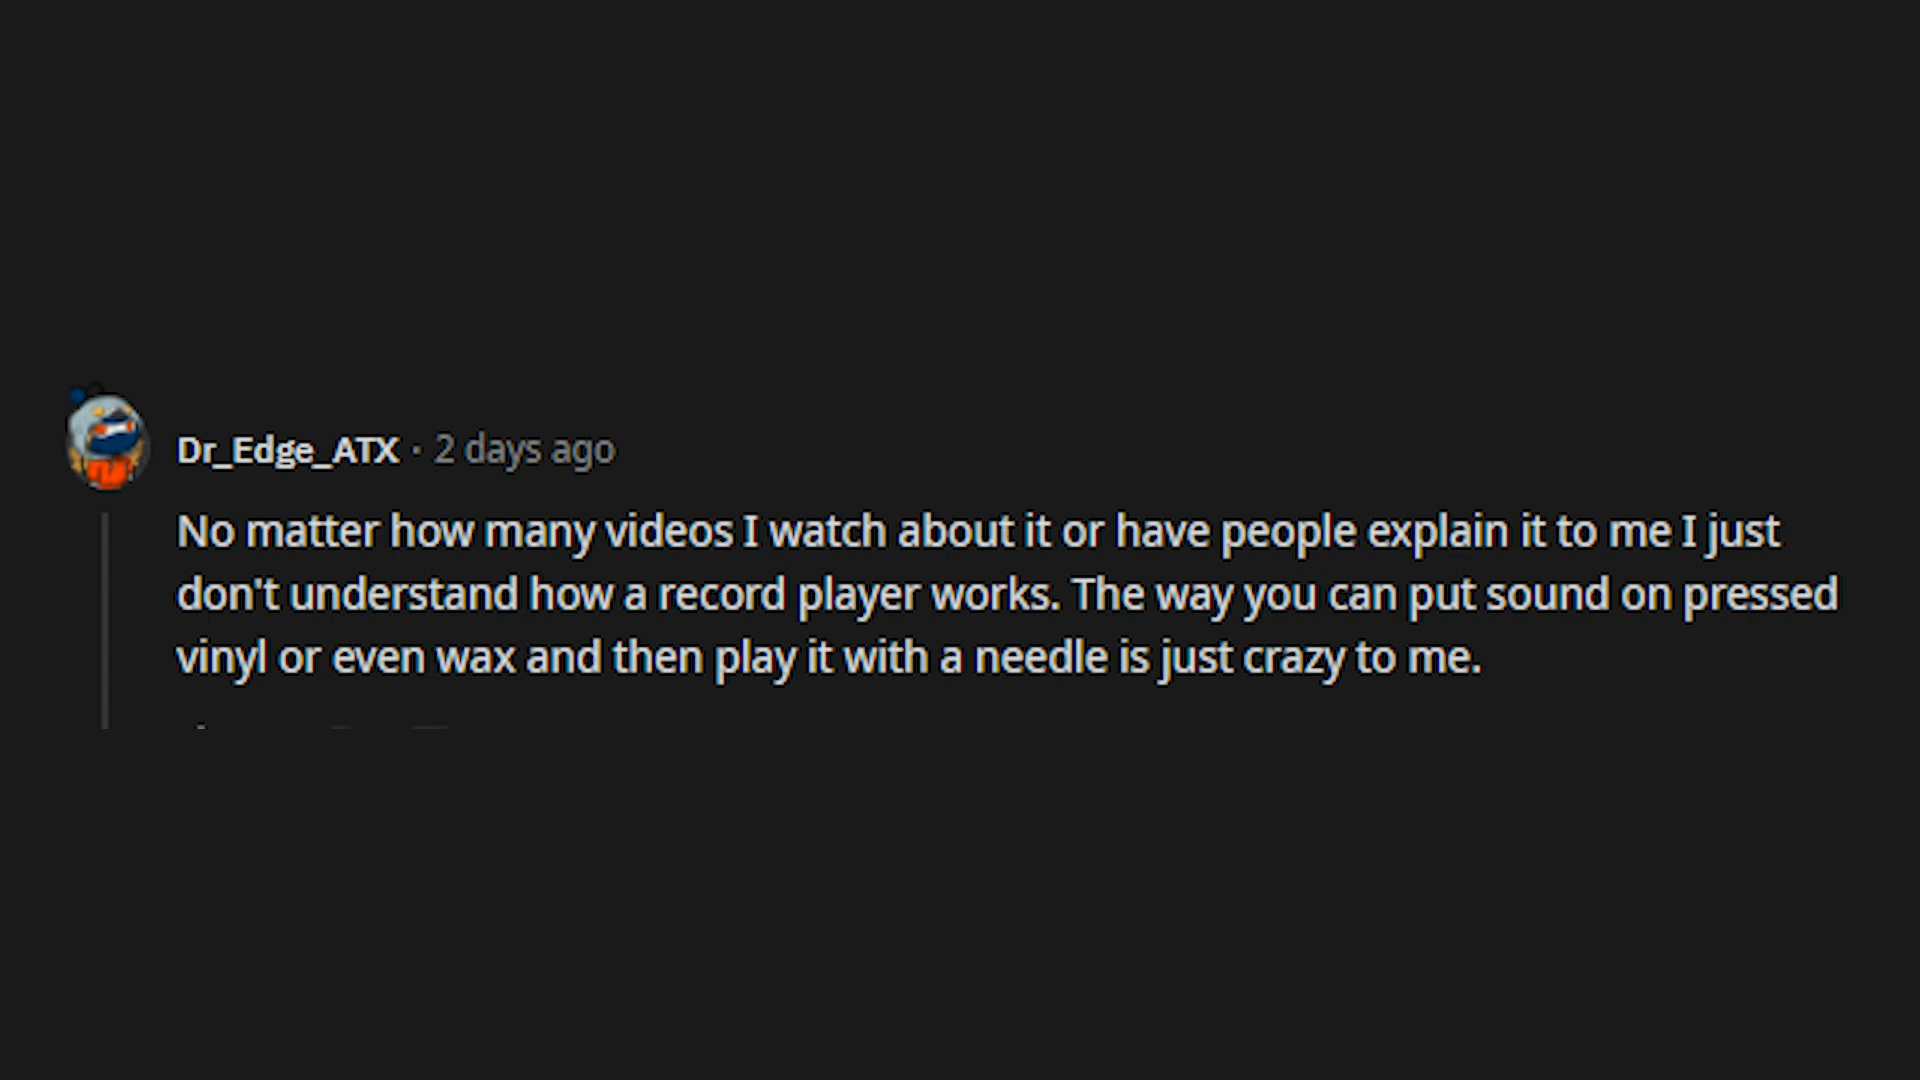 Dr_Edge_ATX · 2 days ago
No matter how many videos I watch about it or have people explain it to me I just
don't understand how a record player works. The way you can put sound on pressed
vinyl or even wax and then play it with a needle is just crazy to me.